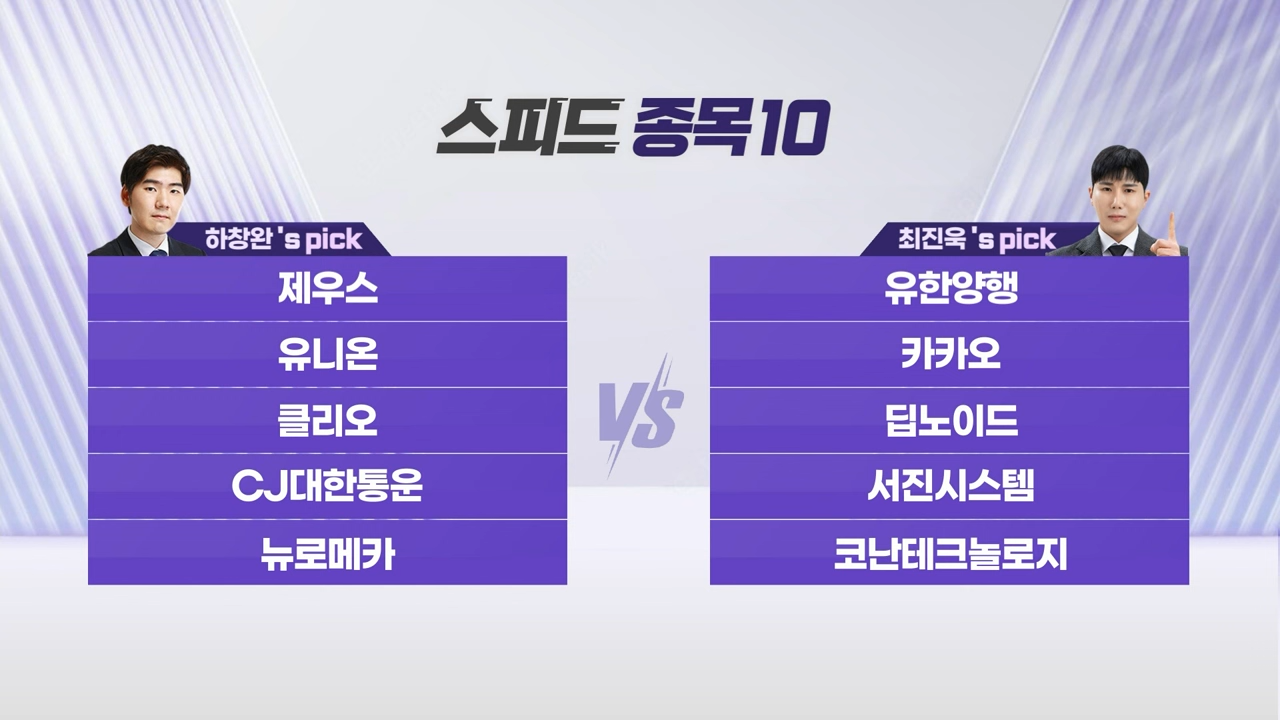 스피드 종목10
하창완's pick
제우스
유니온
클리오
CJ대한통운
뉴로메카
VS
최진욱's pick
유한양행
카카오
딥노이드
서진시스템
코난테크놀로지